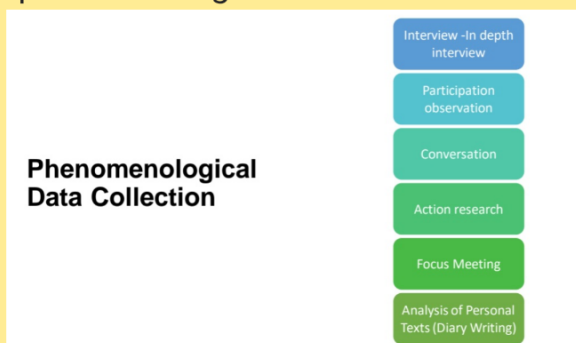 Phenomenological
Data Collection
Interview -In depth
interview
Participation
observation
Conversation
Action research
Focus Meeting
Analysis of Personal
Texts (Diary Writing)